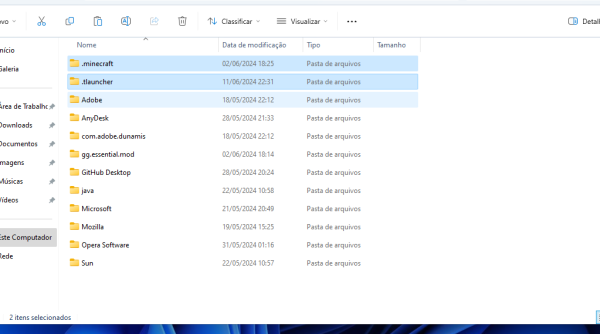 ovo Classificar Visualizar Detall
Nome Data de modificação Tipo Tamanho
Início
Galeria
Área de Trabalho
Downloads
Documentos
Imagens
Músicas
Vídeos
Este Computador
Rede
.minecraft 02/06/2024 18:25 Pasta de arquivos
.tlauncher 11/06/2024 22:31 Pasta de arquivos
Adobe 18/05/2024 22:12 Pasta de arquivos
AnyDesk 28/05/2024 21:33 Pasta de arquivos
com.adobe.dunamis 18/05/2024 22:12 Pasta de arquivos
gg.essential.mod 02/06/2024 18:14 Pasta de arquivos
GitHub Desktop 28/05/2024 20:24 Pasta de arquivos
java 22/05/2024 10:58 Pasta de arquivos
Microsoft 21/05/2024 20:49 Pasta de arquivos
Mozilla 19/05/2024 15:25 Pasta de arquivos
Opera Software 31/05/2024 01:16 Pasta de arquivos
Sun 22/05/2024 10:57 Pasta de arquivos
2 itens selecionados